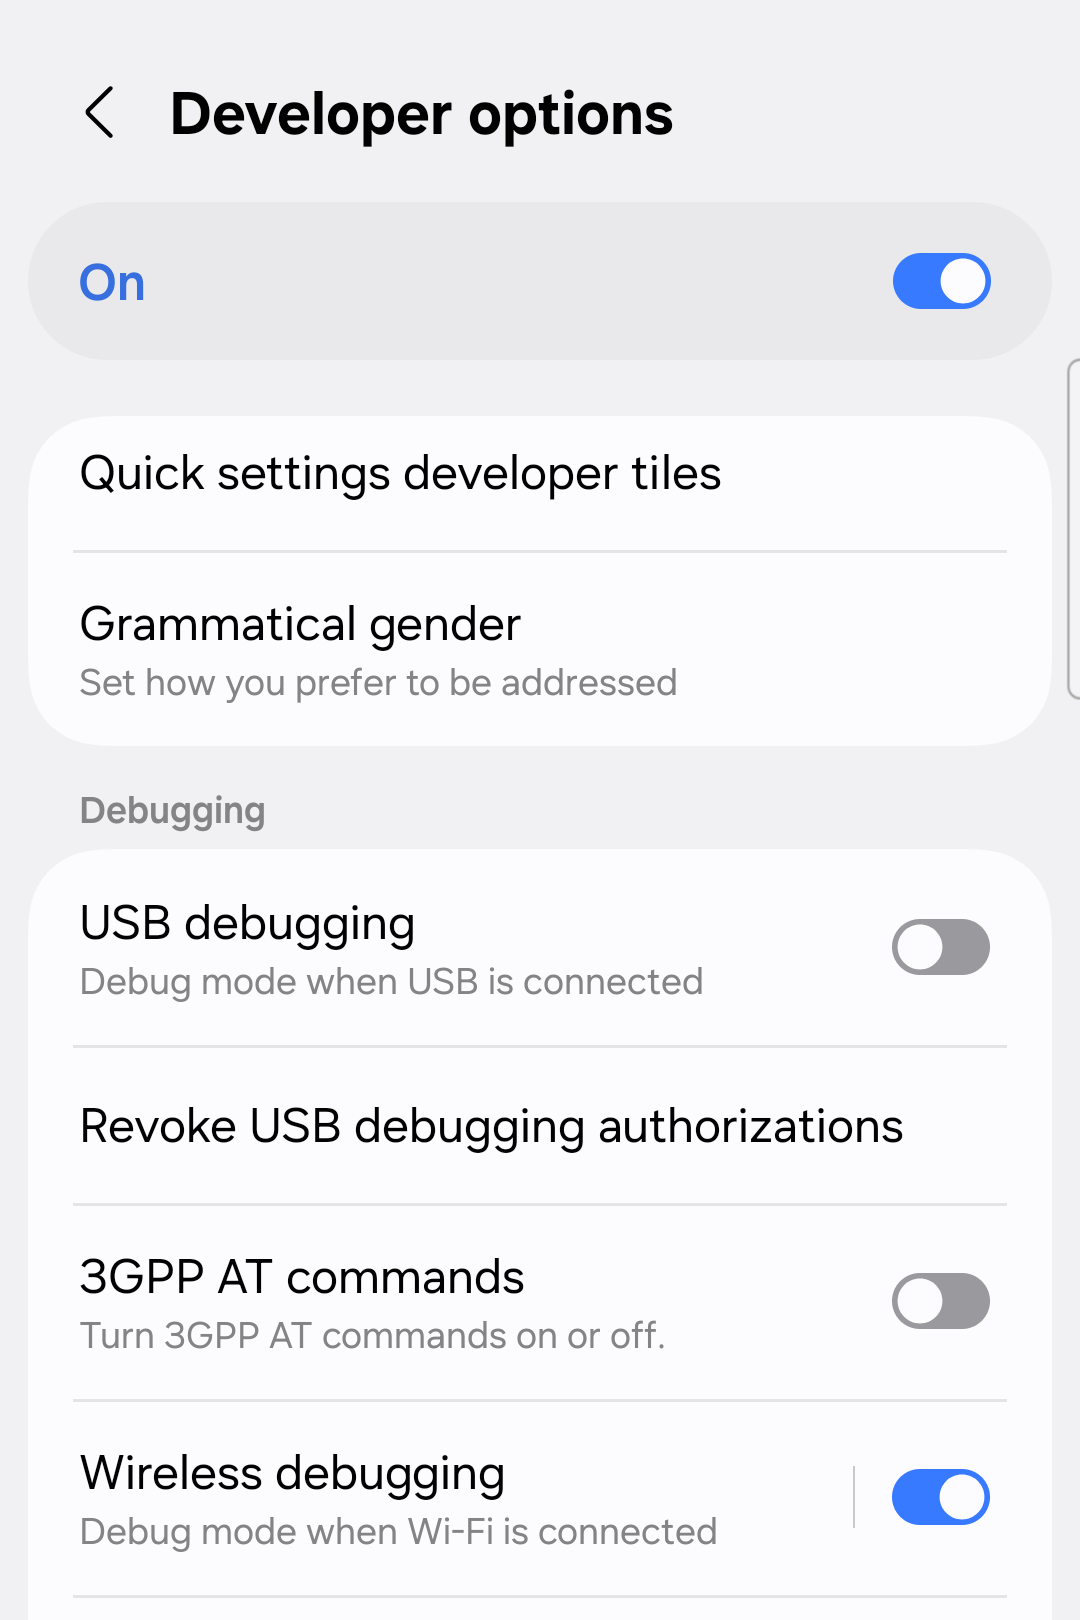 Developer options
On
Quick settings developer tiles
Grammatical gender
Set how you prefer to be addressed
Debugging
USB debugging
Debug mode when USB is connected
Revoke USB debugging authorizations
3GPP AT commands
Turn 3GPP AT commands on or off.
Wireless debugging
Debug mode when Wi-Fi is connected